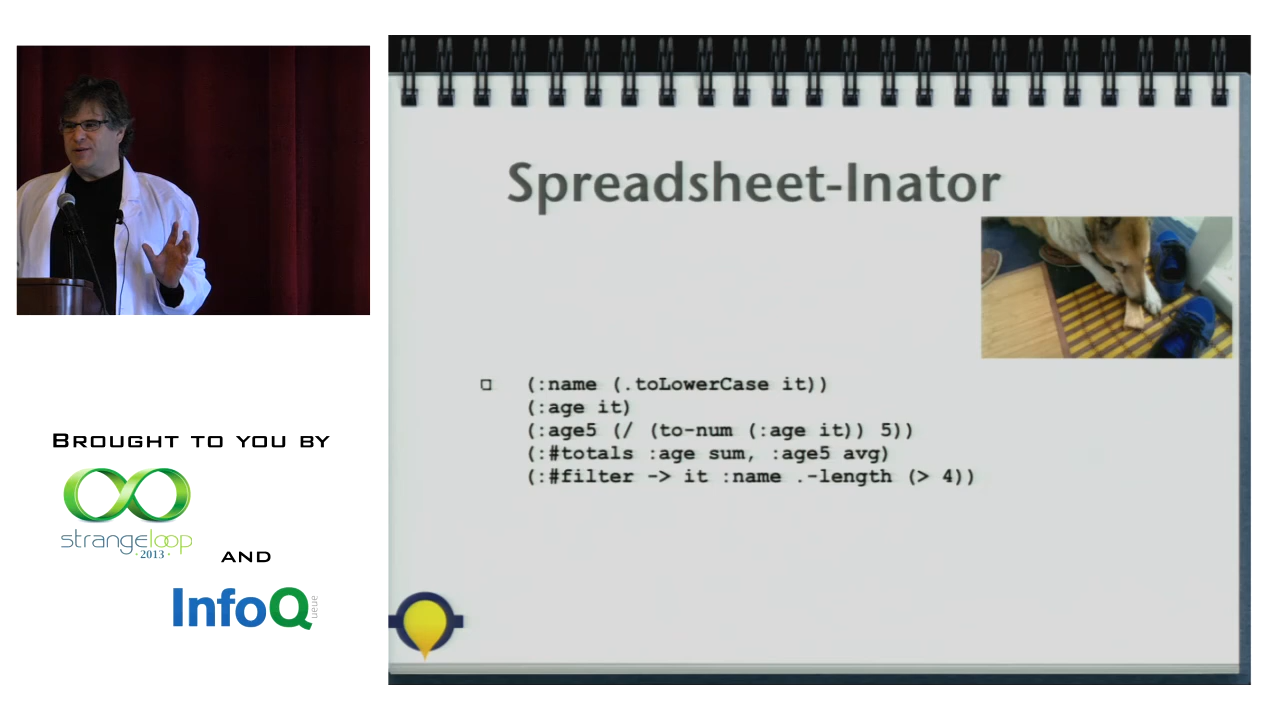 Spreadsheet-Inator
(:name (.toLowerCase it))
(:age it)
(:age5 (/ (to-num (:age it)) 5))
(:#totals :age sum, :age5 avg)
(:#filter -> it :name .-length (> 4))
BROUGHT TO YOU BY
strangeloop
· 2013 ·
AND
InfoQ